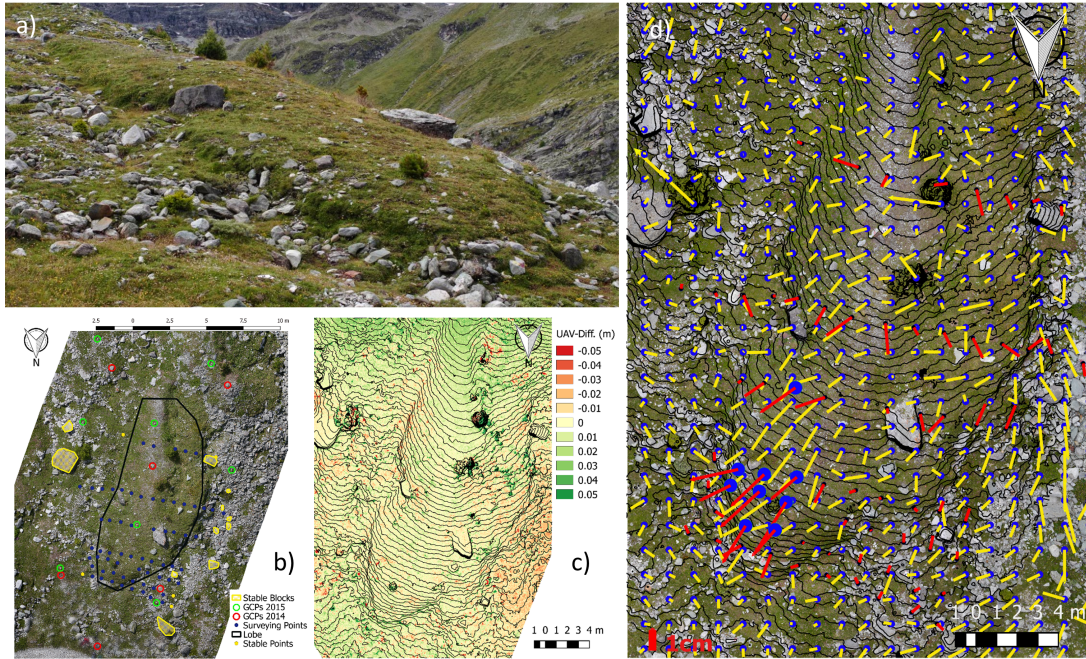 a)
d)
N
2.5
0
2.5
5
7.5
10 m
N
b)
Stable Blocks
GCPs 2015
GCPs 2014
Surveying Points
Lobe
Stable Points
N
c)
UAV-Diff. (m)
-0.05
-0.04
-0.03
-0.02
-0.01
0
0.01
0.02
0.03
0.04
0.05
1 0 1 2 3 4 m
1cm
1 0 1 2 3 4 m